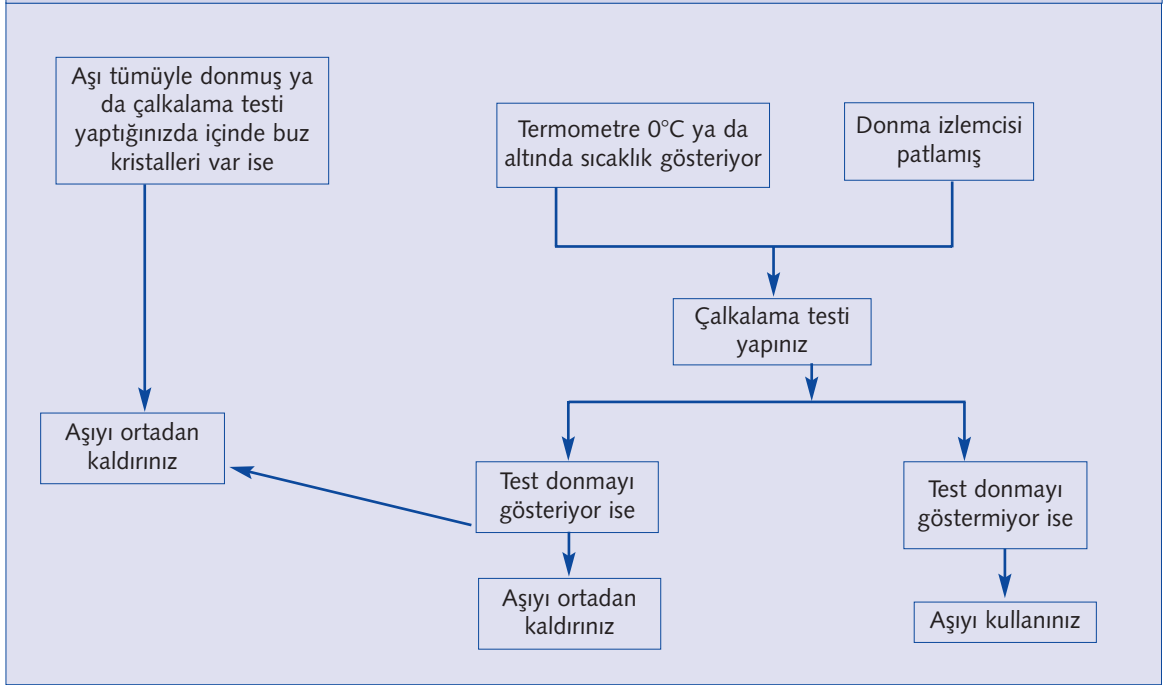 Aşı tümüyle donmuş ya
da çalkalama testi
yaptığınızda içinde buz
kristalleri var ise
Termometre 0°C ya da
altında sıcaklık gösteriyor
Donma izlemcisi
patlamış
Çalkalama testi
yapınız
Aşıyı ortadan
kaldırınız
Test donmayı
gösteriyor ise
Test donmayı
göstermiyor ise
Aşıyı ortadan
kaldırınız
Aşıyı kullanınız